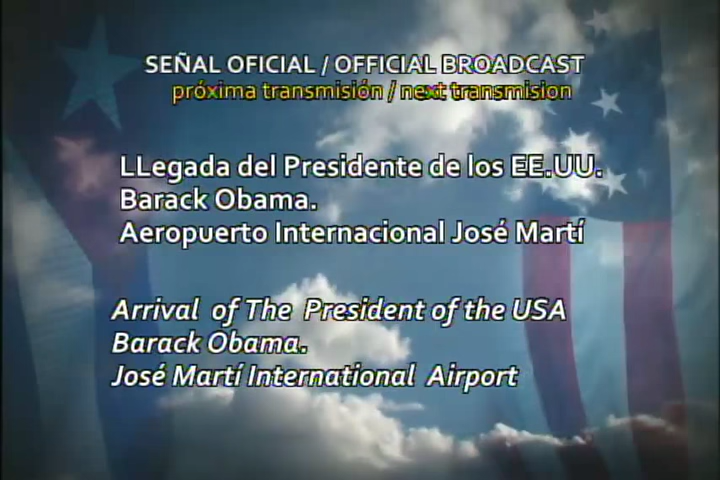 SEÑAL OFICIAL / OFFICIAL BROADCAST
próxima transmisión / next transmision
LLegada del Presidente de los EE.UU.
Barack Obama.
Aeropuerto Internacional José Martí
Arrival of The President of the USA
Barack Obama.
José Martí International Airport